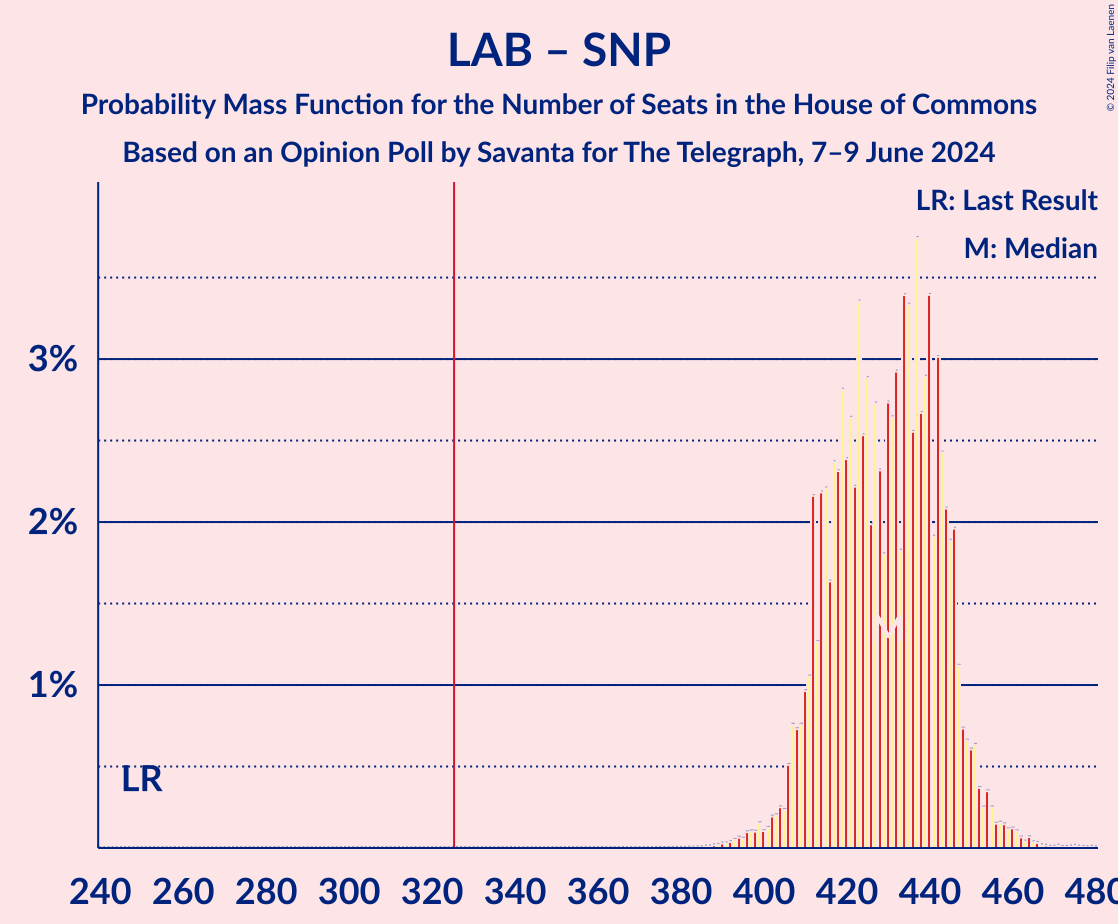 LAB – SNP
Probability Mass Function for the Number of Seats in the House of Commons
Based on an Opinion Poll by Savanta for The Telegraph, 7–9 June 2024
© 2024 Filip van Laenen
LR: Last Result
M: Median
3%
2%
1%
LR
M
240 260 280 300 320 340 360 380 400 420 440 460 480